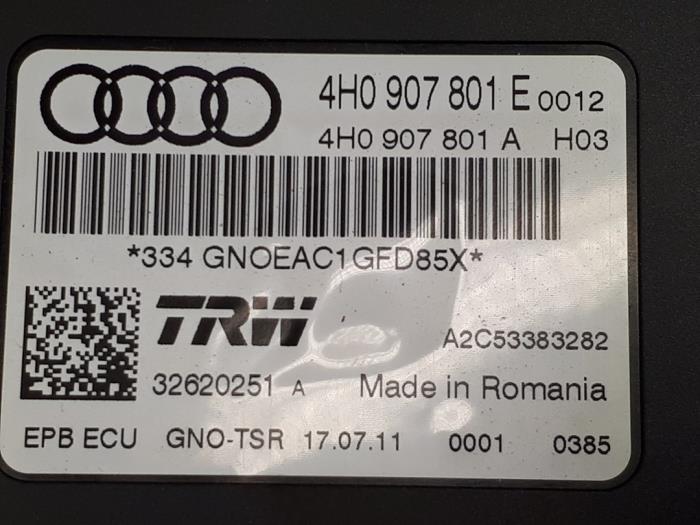 4H0 907 801 E 0012
4H0 907 801 A H03
*334 GNOEAC1GFD85X*
TRW A2C53383282
32620251 A Made in Romania
EPB ECU GNO-TSR 17.07.11 0001 0385